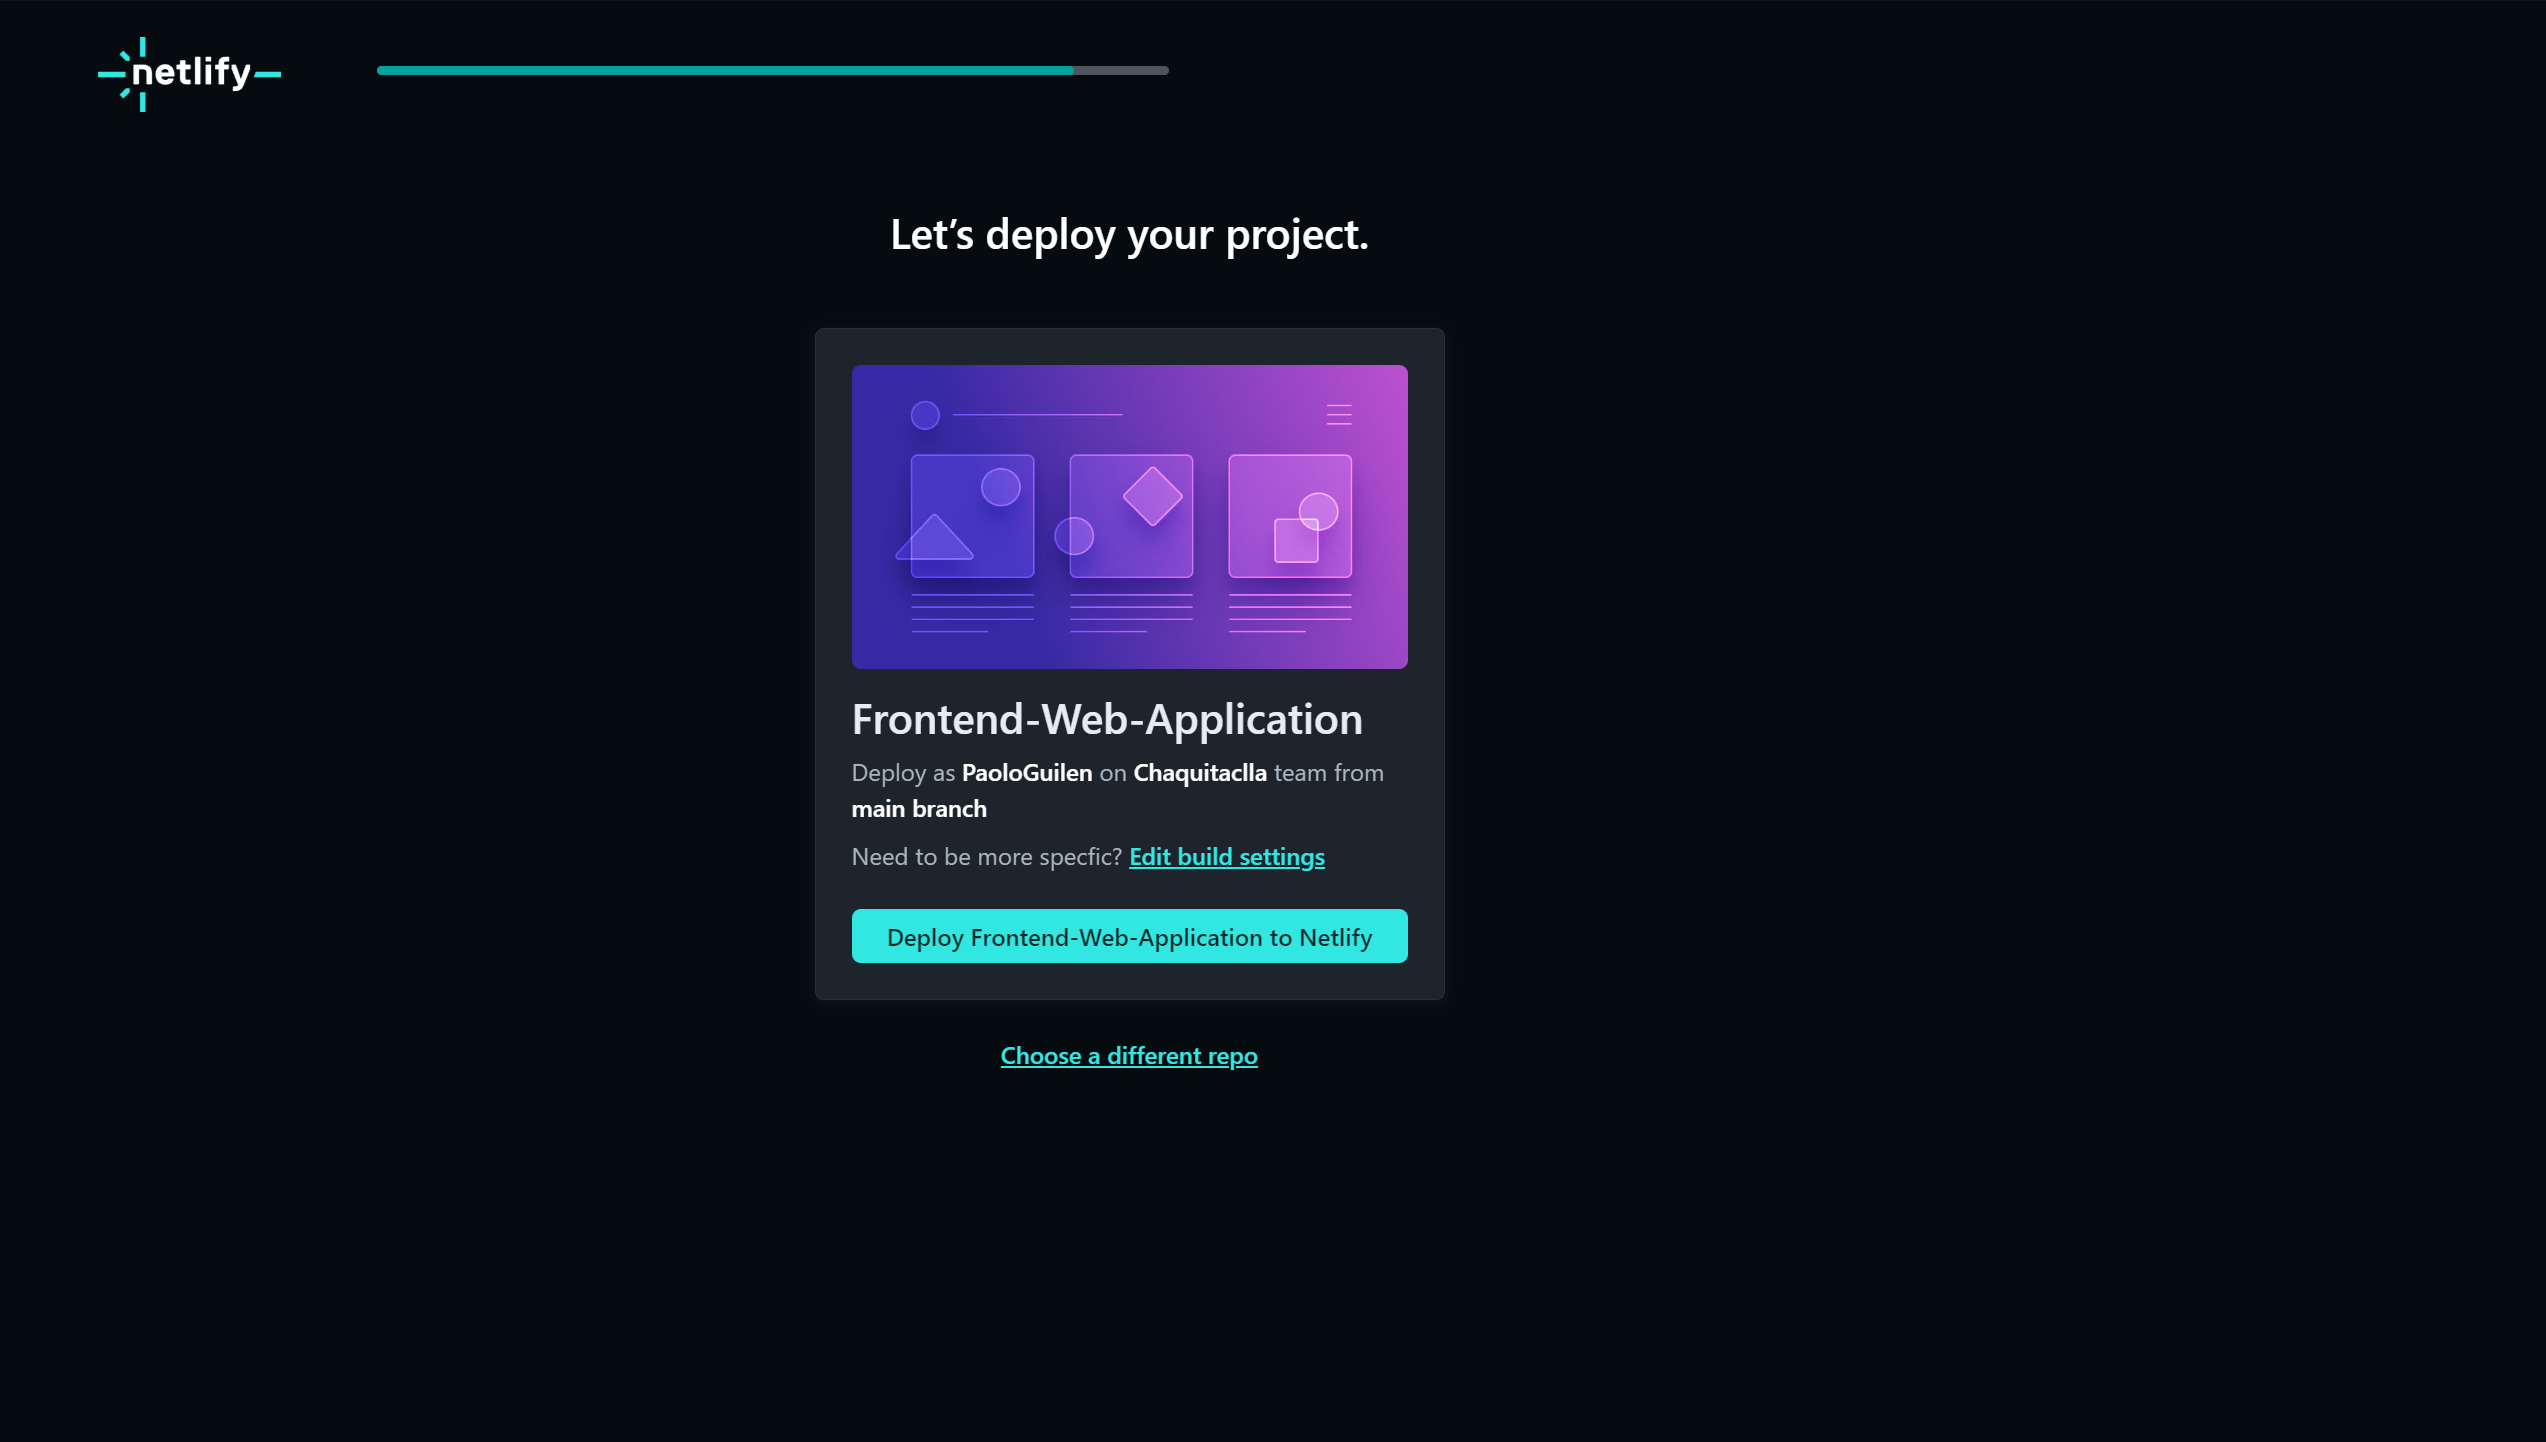 netlify
Let’s deploy your project.
Frontend-Web-Application
Deploy as PaoloGuilen on Chaquitaclla team from
main branch
Need to be more specfic? Edit build settings
Deploy Frontend-Web-Application to Netlify
Choose a different repo